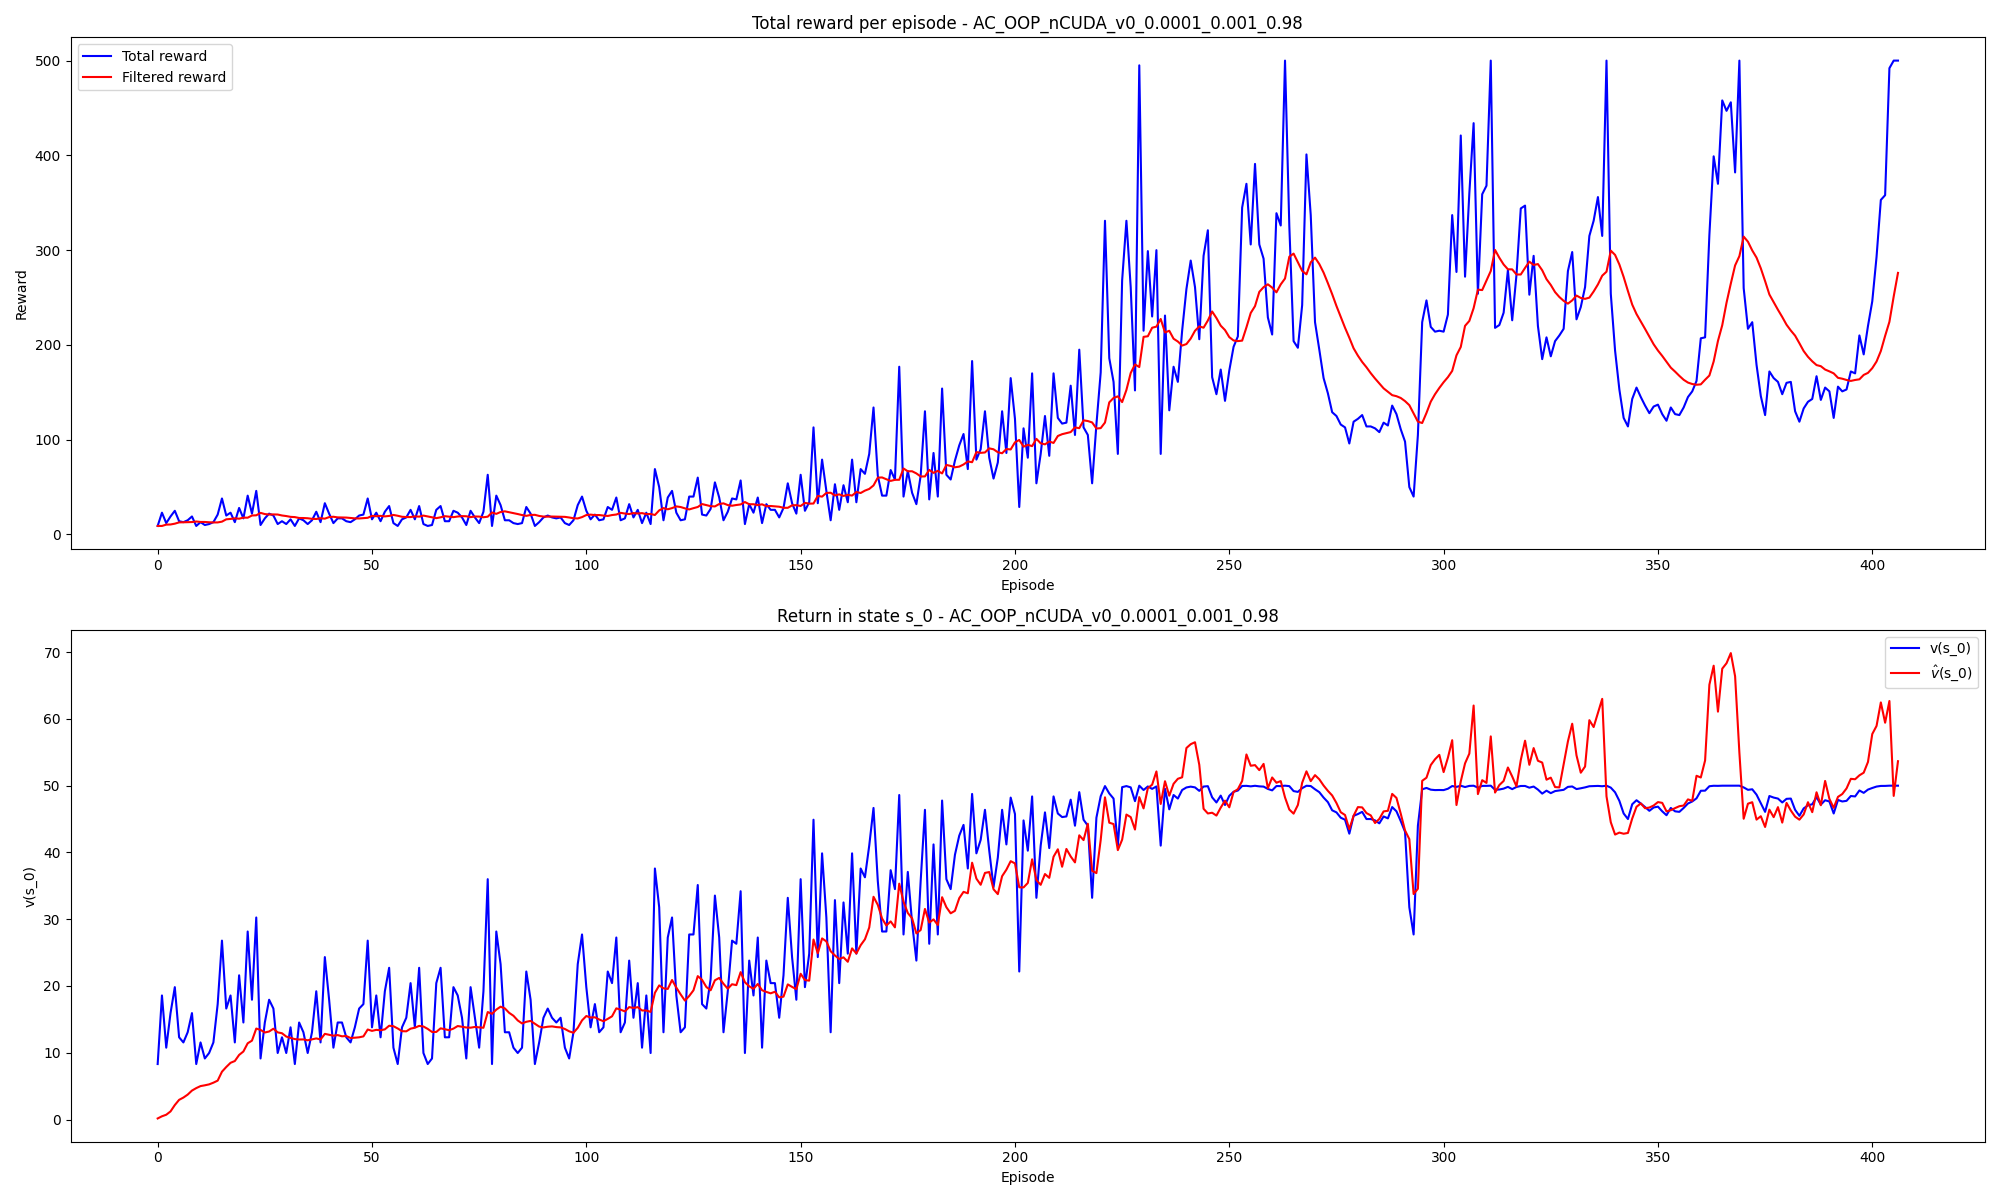 Total reward per episode - AC_OOP_nCUDA_v0_0.0001_0.001_0.98
Total reward
Filtered reward
Reward
500
400
300
200
100
0
0 50 100 150 200 250 300 350 400
Episode
Return in state s_0 - AC_OOP_nCUDA_v0_0.0001_0.001_0.98
v(s_0)
v̂(s_0)
v(s_0)
70
60
50
40
30
20
10
0
0 50 100 150 200 250 300 350 400
Episode